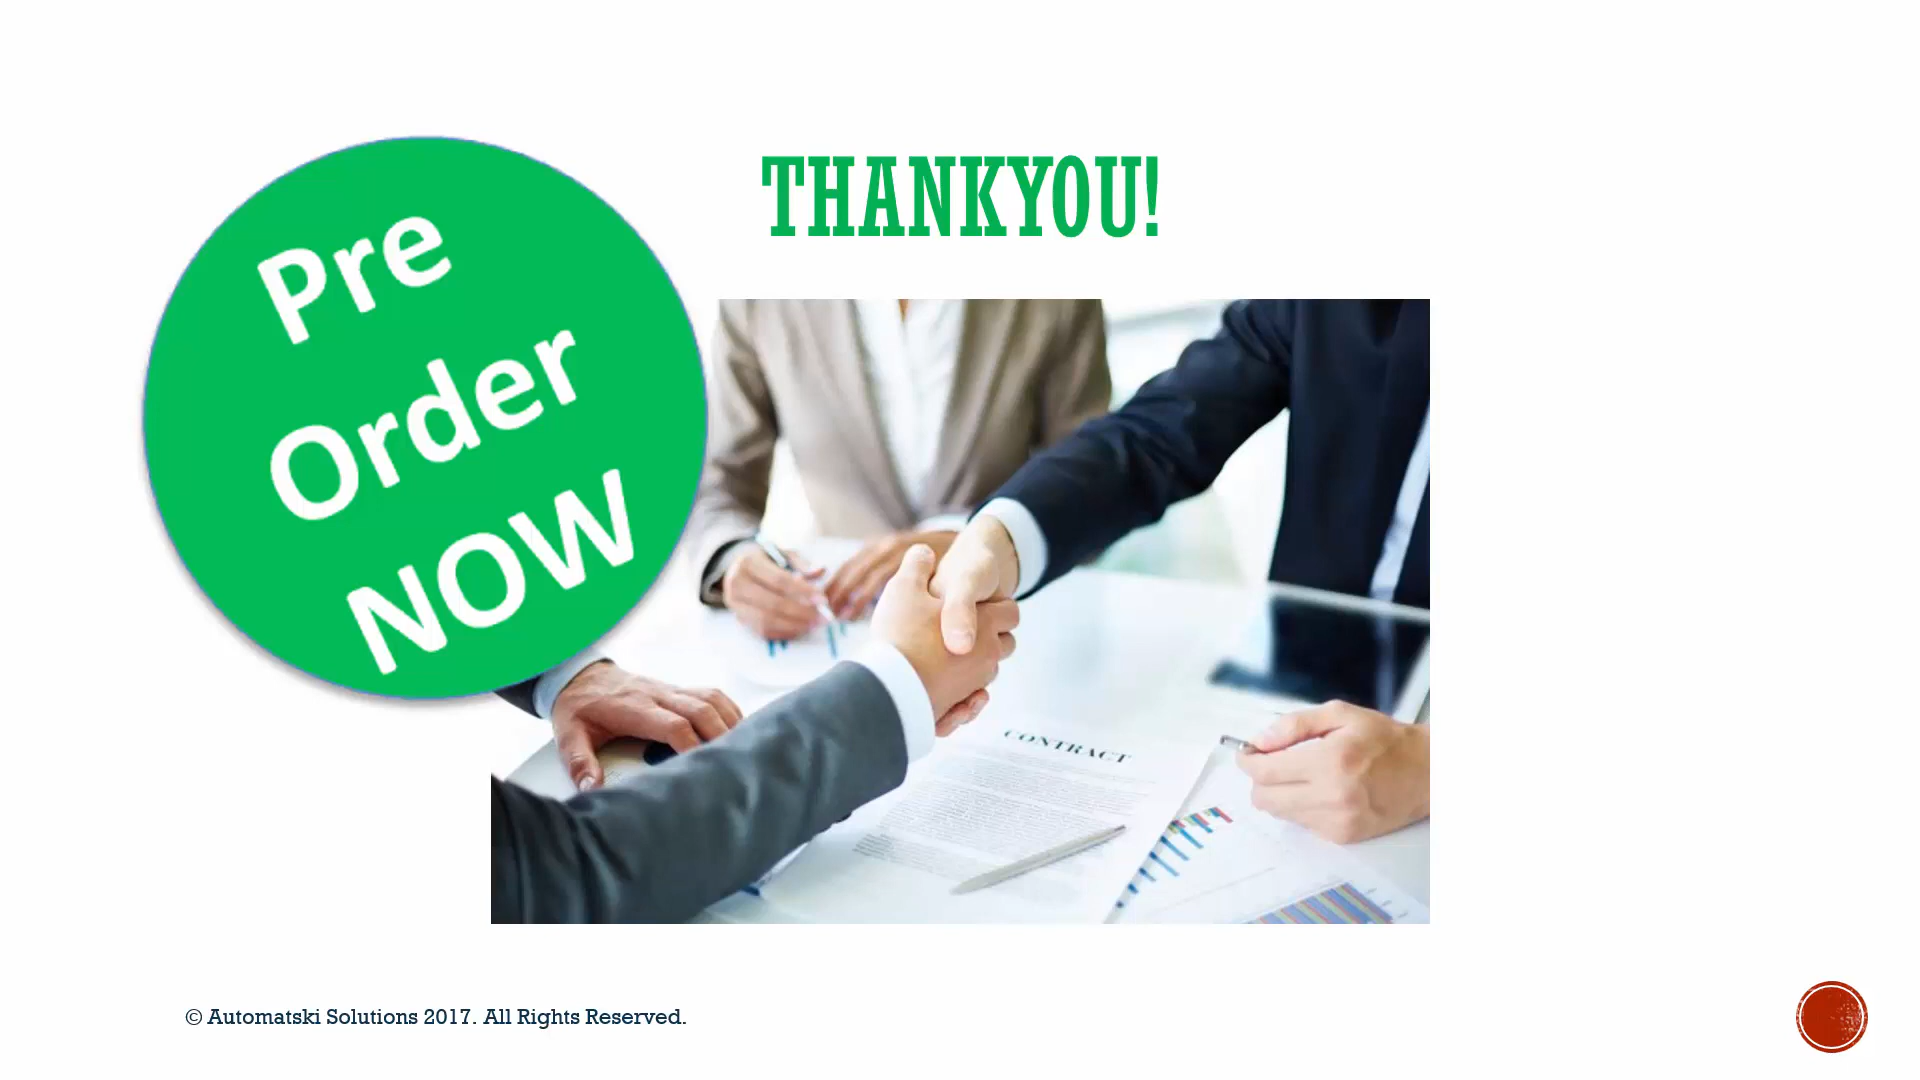 THANKYOU!
Pre
Order
NOW
CONTRACT
© Automatski Solutions 2017. All Rights Reserved.